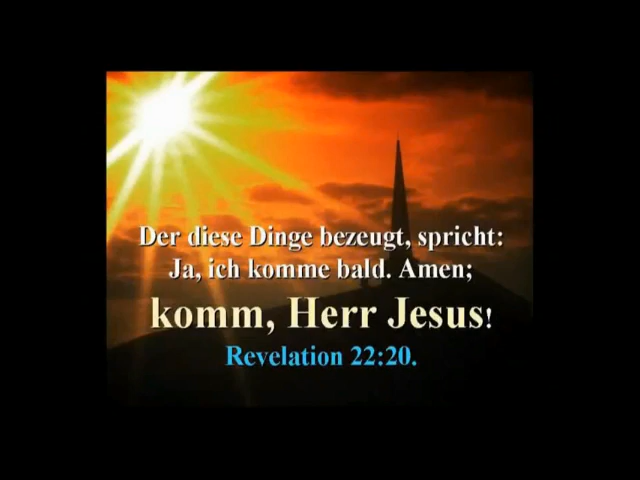 Der diese Dinge bezeugt, spricht:
Ja, ich komme bald. Amen;
komm, Herr Jesus!
Revelation 22:20.